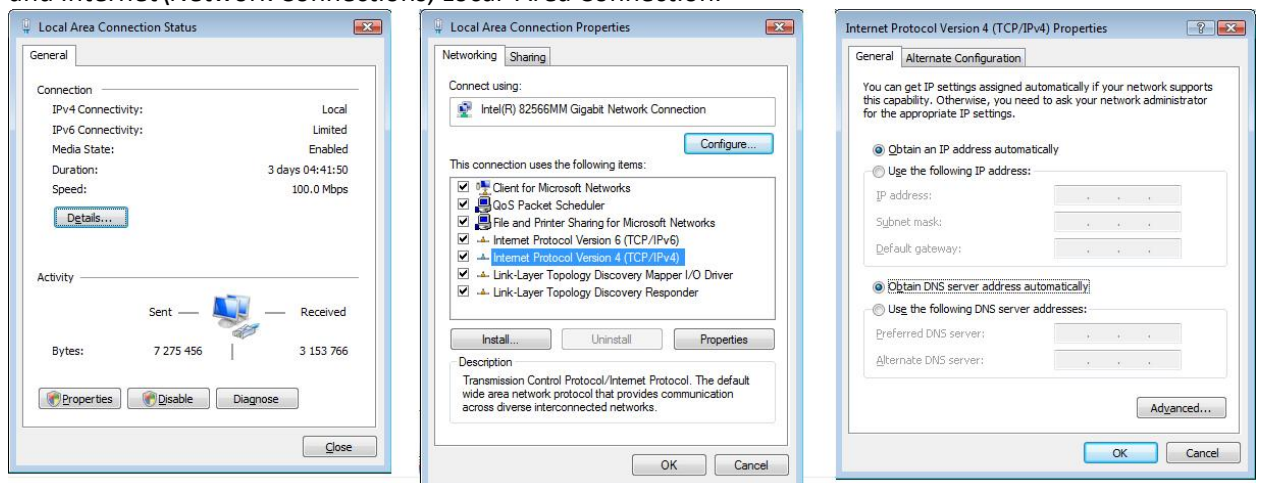 and Internet\Network Connections, Local Area Connection.
Local Area Connection Status
General
Connection
IPv4 Connectivity: Local
IPv6 Connectivity: Limited
Media State: Enabled
Duration: 3 days 04:41:50
Speed: 100.0 Mbps
Details...
Activity
Sent Received
Bytes: 7 275 456 3 153 766
Properties Disable Diagnose
Close
Local Area Connection Properties
Networking Sharing
Connect using:
Intel(R) 82566MM Gigabit Network Connection
Configure...
This connection uses the following items:
Client for Microsoft Networks
QoS Packet Scheduler
File and Printer Sharing for Microsoft Networks
Internet Protocol Version 6 (TCP/IPv6)
Internet Protocol Version 4 (TCP/IPv4)
Link-Layer Topology Discovery Mapper I/O Driver
Link-Layer Topology Discovery Responder
Install... Uninstall Properties
Description
Transmission Control Protocol/Internet Protocol. The default
wide area network protocol that provides communication
across diverse interconnected networks.
OK Cancel
Internet Protocol Version 4 (TCP/IPv4) Properties
General Alternate Configuration
You can get IP settings assigned automatically if your network supports
this capability. Otherwise, you need to ask your network administrator
for the appropriate IP settings.
Obtain an IP address automatically
Use the following IP address:
IP address:
Subnet mask:
Default gateway:
Obtain DNS server address automatically
Use the following DNS server addresses:
Preferred DNS server:
Alternate DNS server:
Advanced...
OK Cancel